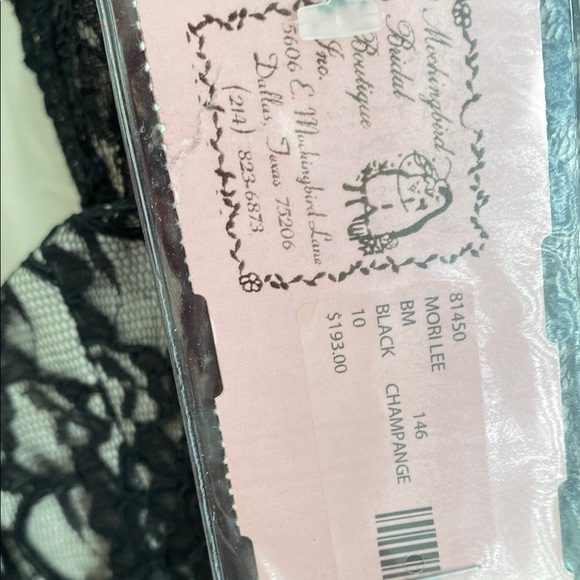 Mockingbird
Bridal
Boutique
Inc.
5606 E. Mockingbird Lane
Dallas, Texas 75206
(214) 823-6873
81450
MORI LEE 146
BM
BLACK CHAMPANGE
10
$193.00